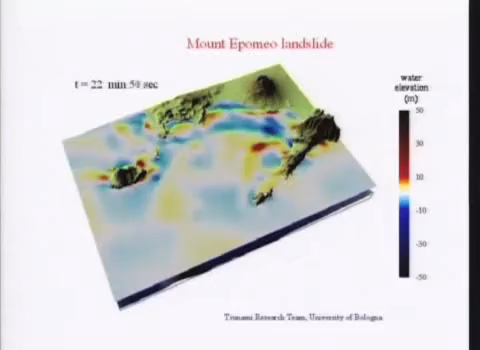 Mount Epomeo landslide
t = 22 min 50 sec
water
elevation
(m)
50
30
10
-10
-30
-50
Tsunami Research Team, University of Bologna